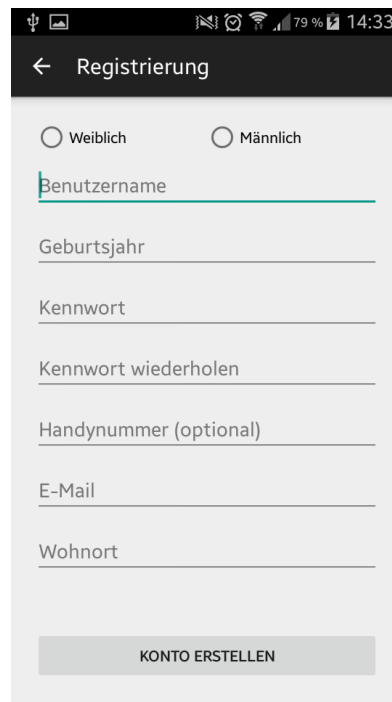 79 % 14:33
Registrierung
Weiblich Männlich
Benutzername
Geburtsjahr
Kennwort
Kennwort wiederholen
Handynummer (optional)
E-Mail
Wohnort
KONTO ERSTELLEN